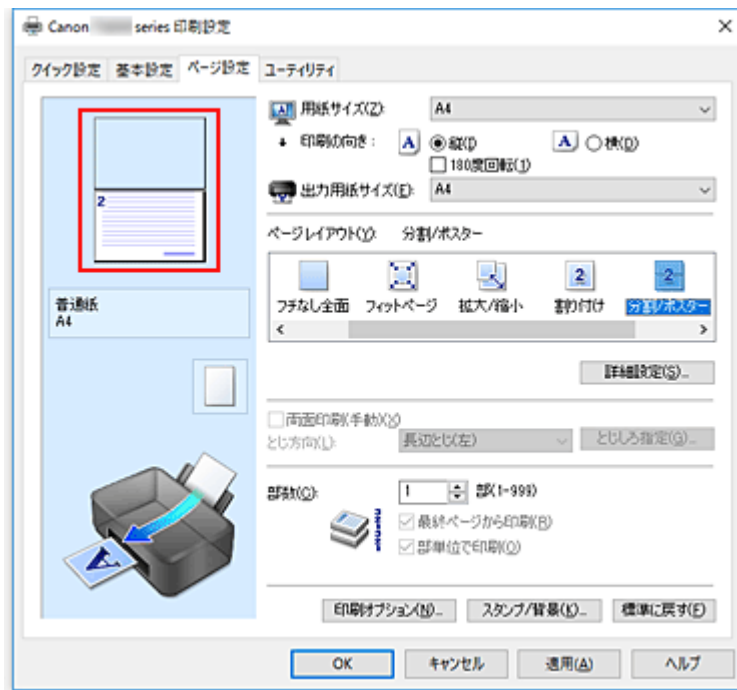 Canon series 印刷設定
クイック設定 基本設定 ページ設定 ユーティリティ
用紙サイズ(Z): A4
印刷の向き: A 縦(I) A 横(D)
180度回転(1)
出力用紙サイズ(E): A4
ページレイアウト(Y): 分割/ポスター
2
フチなし全面 フィットページ 拡大/縮小 割り付け 分割/ポスター
普通紙
A4
詳細設定(S)...
両面印刷(手動)(X)
とじ方向(L): 長辺とじ(左) とじしろ指定(G)...
部数(C): 1 部(1-999)
最終ページから印刷(R)
部単位で印刷(O)
印刷オプション(N)... スタンプ/背景(K)... 標準に戻す(F)
OK キャンセル 適用(A) ヘルプ